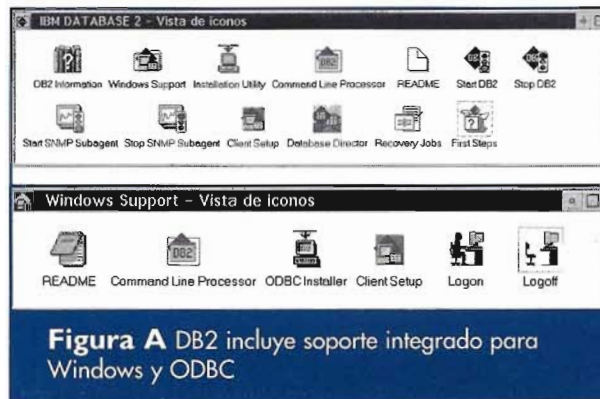 IBM DATABASE 2 - Vista de iconos
DB2 Information Windows Support Installation Utility Command Line Processor README Start DB2 Stop DB2
Start SNMP Subagent Stop SNMP Subagent Client Setup Database Director Recovery Jobs First Steps
Windows Support - Vista de iconos
README Command Line Processor ODBC Installer Client Setup Logon Logoff
Figura A DB2 incluye soporte integrado para
Windows y ODBC